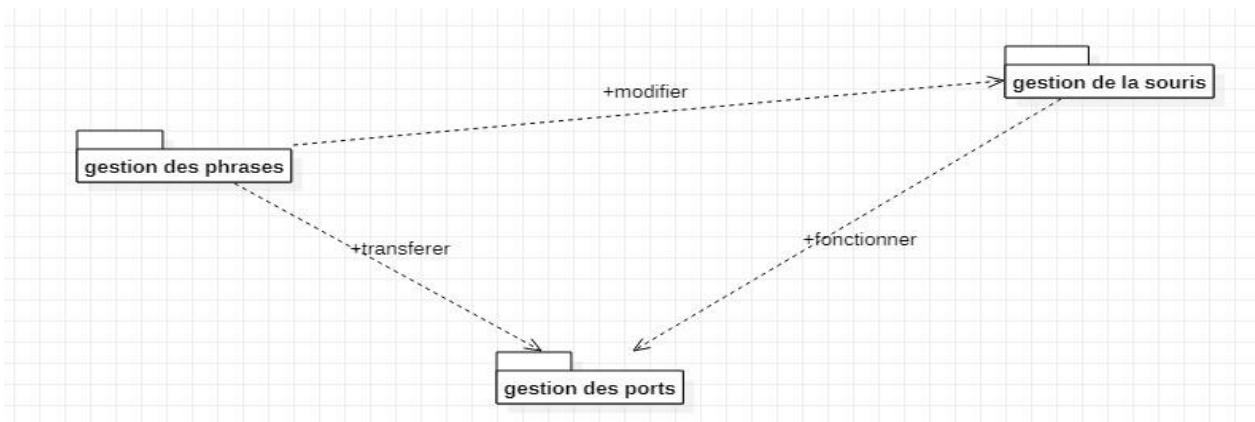 gestion de la souris
+modifier
gestion des phrases
+transferer
+fonctionner
gestion des ports